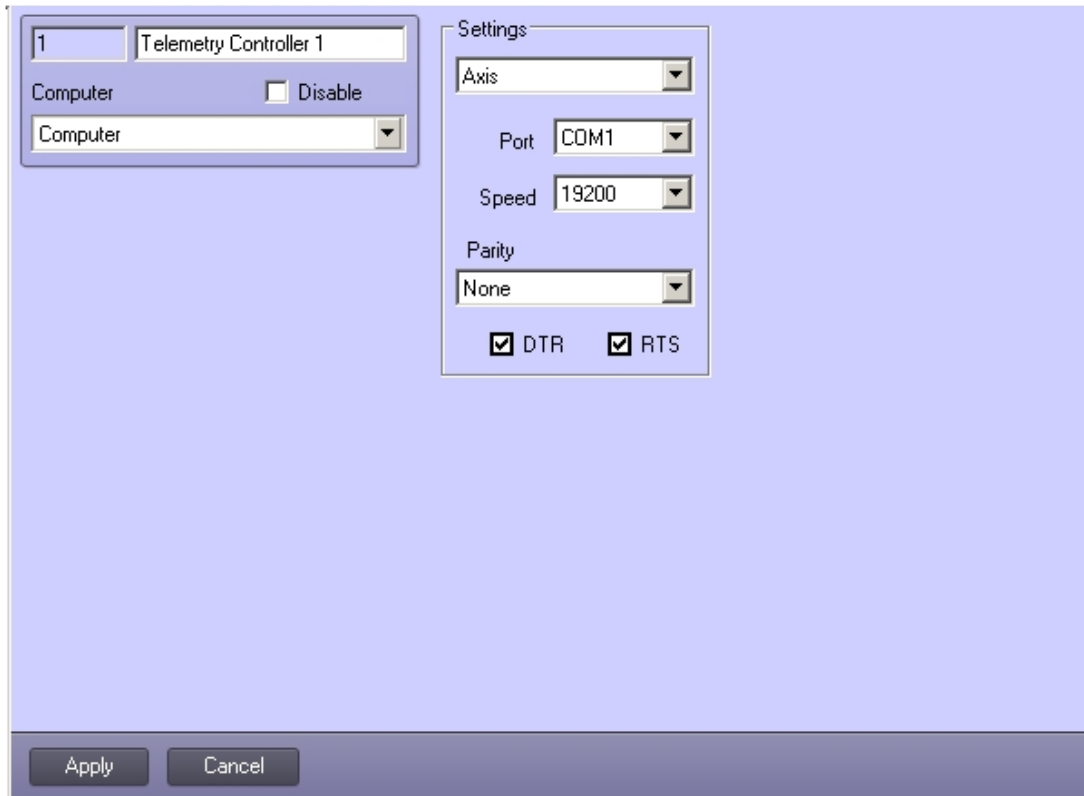 1
Telemetry Controller 1
Computer
Disable
Computer
Settings
Axis
Port
COM1
Speed
19200
Parity
None
DTR
RTS
Apply
Cancel